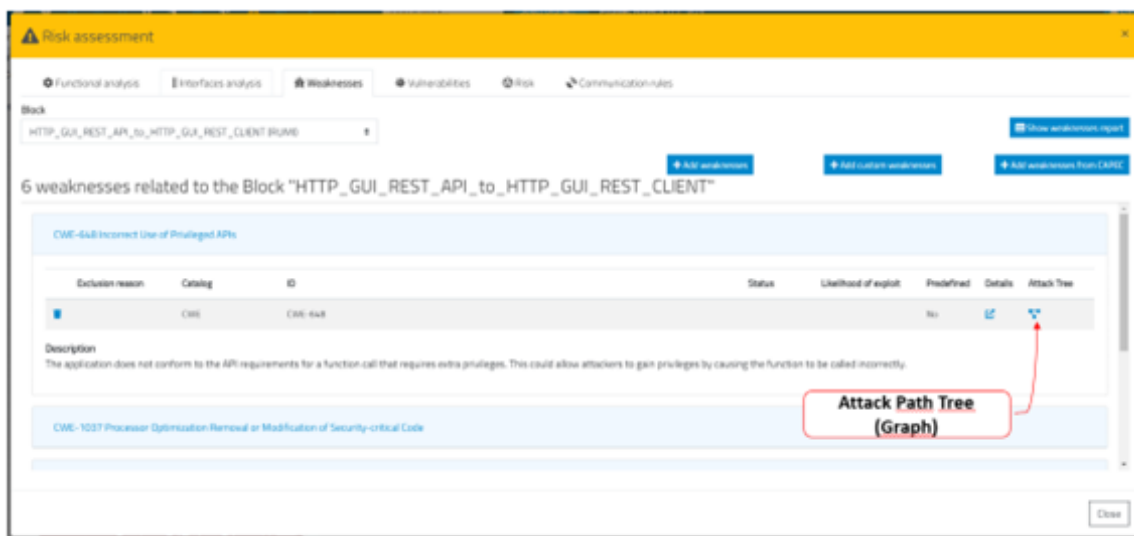 Risk assessment
×
Functional analysis Interfaces analysis Weaknesses Vulnerabilities Risk Communication rules
Block
HTTP_GUI_REST_API_to_HTTP_GUI_REST_CLIENT (RUMI)
Show weaknesses report
+ Add weaknesses + Add custom weaknesses + Add weaknesses from CAPEC
6 weaknesses related to the Block "HTTP_GUI_REST_API_to_HTTP_GUI_REST_CLIENT"
CWE-648 Incorrect Use of Privileged APIs
Exclusion reason Catalog ID Status Likelihood of exploit Predefined Details Attack Tree
CWE CWE-648 No
Description
The application does not conform to the API requirements for a function call that requires extra privileges. This could allow attackers to gain privileges by causing the function to be called incorrectly.
Attack Path Tree
(Graph)
CWE-1037 Processor Optimization Removal or Modification of Security-critical Code
Close